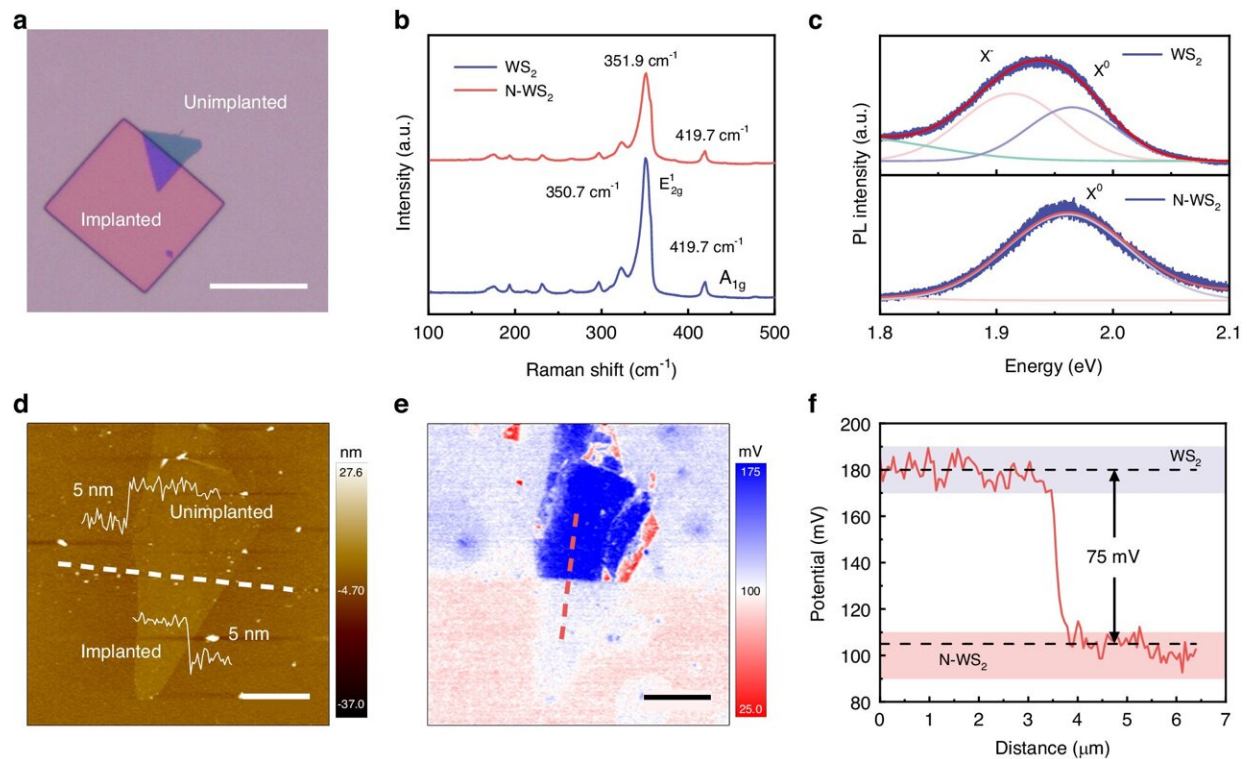 a
Unimplanted
Implanted
b
WS₂
N-WS₂
351.9 cm⁻¹
419.7 cm⁻¹
350.7 cm⁻¹
E¹₂g
419.7 cm⁻¹
A₁g
Intensity (a.u.)
100 200 300 400 500
Raman shift (cm⁻¹)
c
X⁻
X⁰
WS₂
X⁰
N-WS₂
PL intensity (a.u.)
1.8 1.9 2.0 2.1
Energy (eV)
d
5 nm
Unimplanted
Implanted
5 nm
nm
27.6
-4.70
-37.0
e
mV
175
100
25.0
f
200
180
160
140
120
100
80
Potential (mV)
WS₂
75 mV
N-WS₂
0 1 2 3 4 5 6 7
Distance (μm)